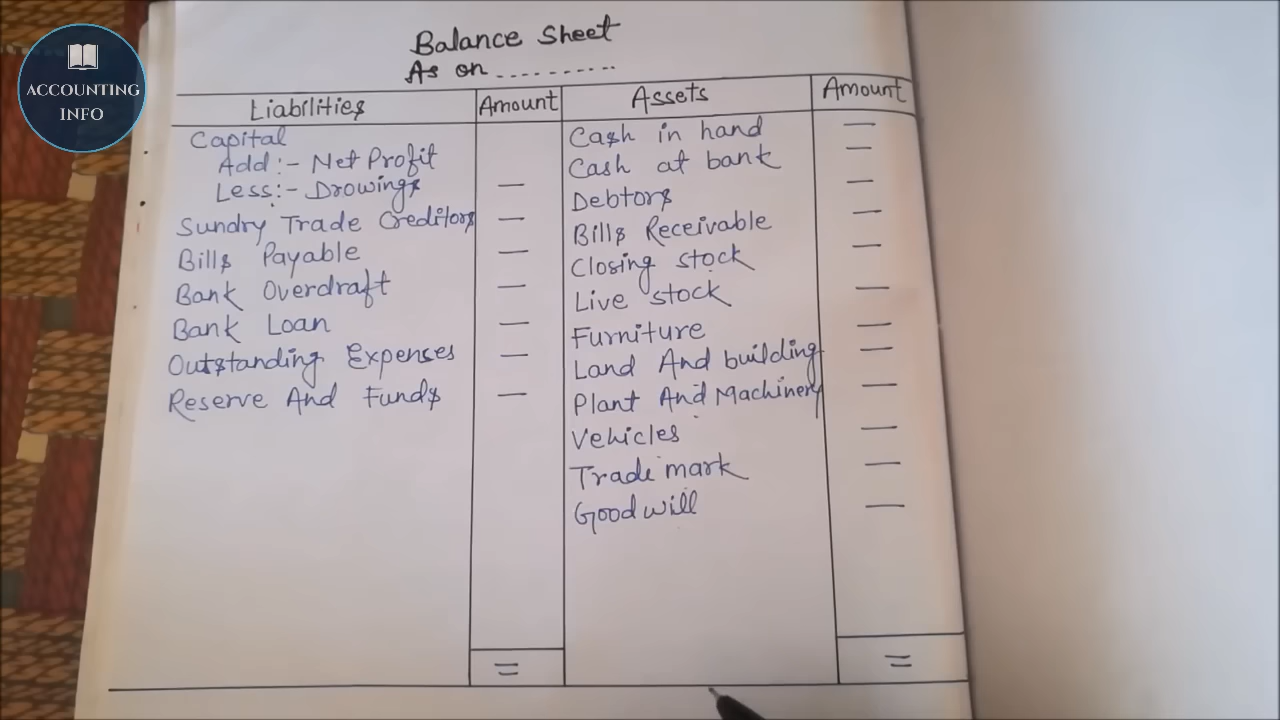 ACCOUNTING
INFO
Balance Sheet
As on ..........
Liabilities Amount Assets Amount
Capital
Add:- Net Profit
Less:- Drowings —
Sundry Trade Creditors —
Bills Payable —
Bank Overdraft —
Bank Loan —
Outstanding Expenses —
Reserve And Funds —
=
Cash in hand —
Cash at bank —
Debtors —
Bills Receivable —
Closing stock —
Live stock —
Furniture —
Land And building —
Plant And Machinery —
Vehicles —
Trade mark —
Goodwill —
=